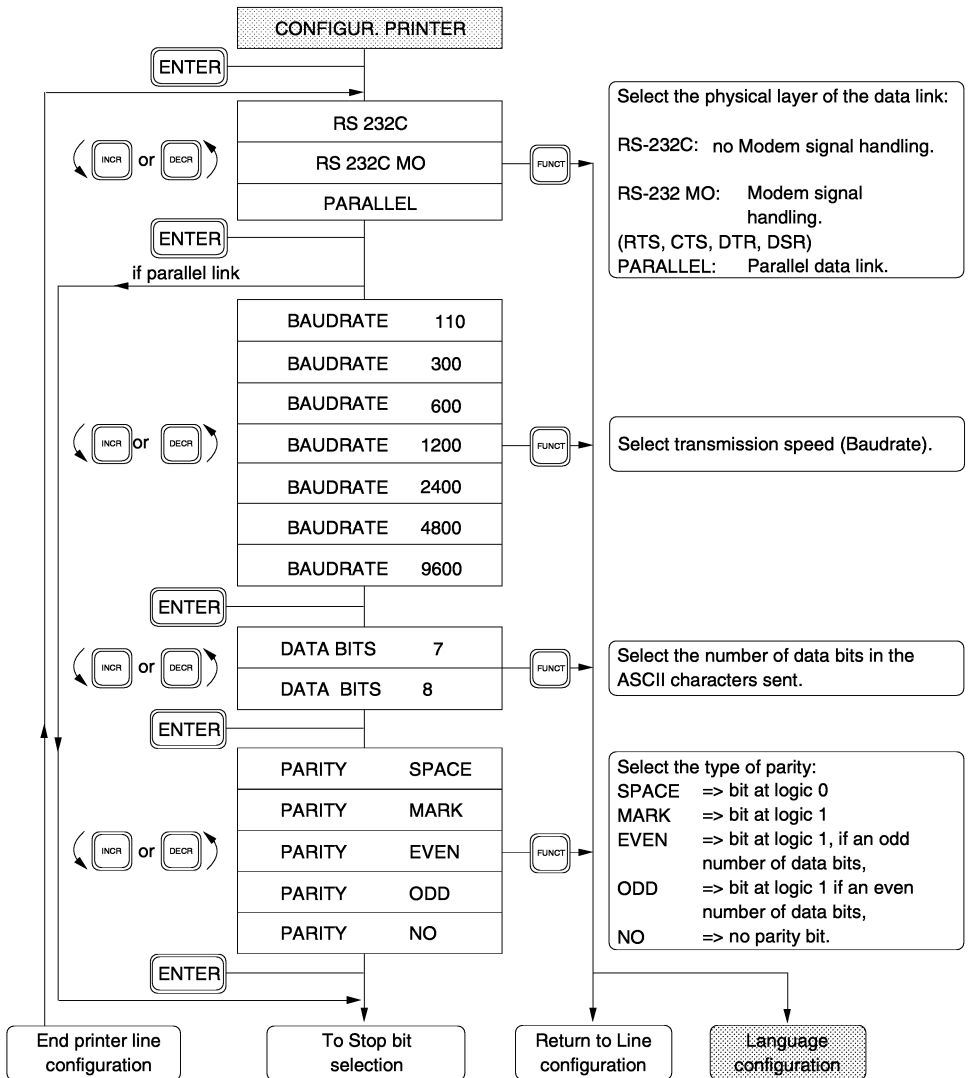 CONFIGUR. PRINTER
ENTER
RS 232C
INCR or DECR
RS 232C MO
FUNCT
PARALLEL
Select the physical layer of the data link:
RS-232C: no Modem signal handling.
RS-232 MO: Modem signal
handling.
(RTS, CTS, DTR, DSR)
PARALLEL: Parallel data link.
ENTER
if parallel link
BAUDRATE 110
BAUDRATE 300
BAUDRATE 600
INCR or DECR
BAUDRATE 1200
FUNCT
Select transmission speed (Baudrate).
BAUDRATE 2400
BAUDRATE 4800
BAUDRATE 9600
ENTER
DATA BITS 7
INCR or DECR
FUNCT
DATA BITS 8
Select the number of data bits in the
ASCII characters sent.
ENTER
PARITY SPACE
PARITY MARK
INCR or DECR
PARITY EVEN
FUNCT
PARITY ODD
PARITY NO
Select the type of parity:
SPACE => bit at logic 0
MARK => bit at logic 1
EVEN => bit at logic 1, if an odd
number of data bits,
ODD => bit at logic 1 if an even
number of data bits,
NO => no parity bit.
ENTER
End printer line
configuration
To Stop bit
selection
Return to Line
configuration
Language
configuration